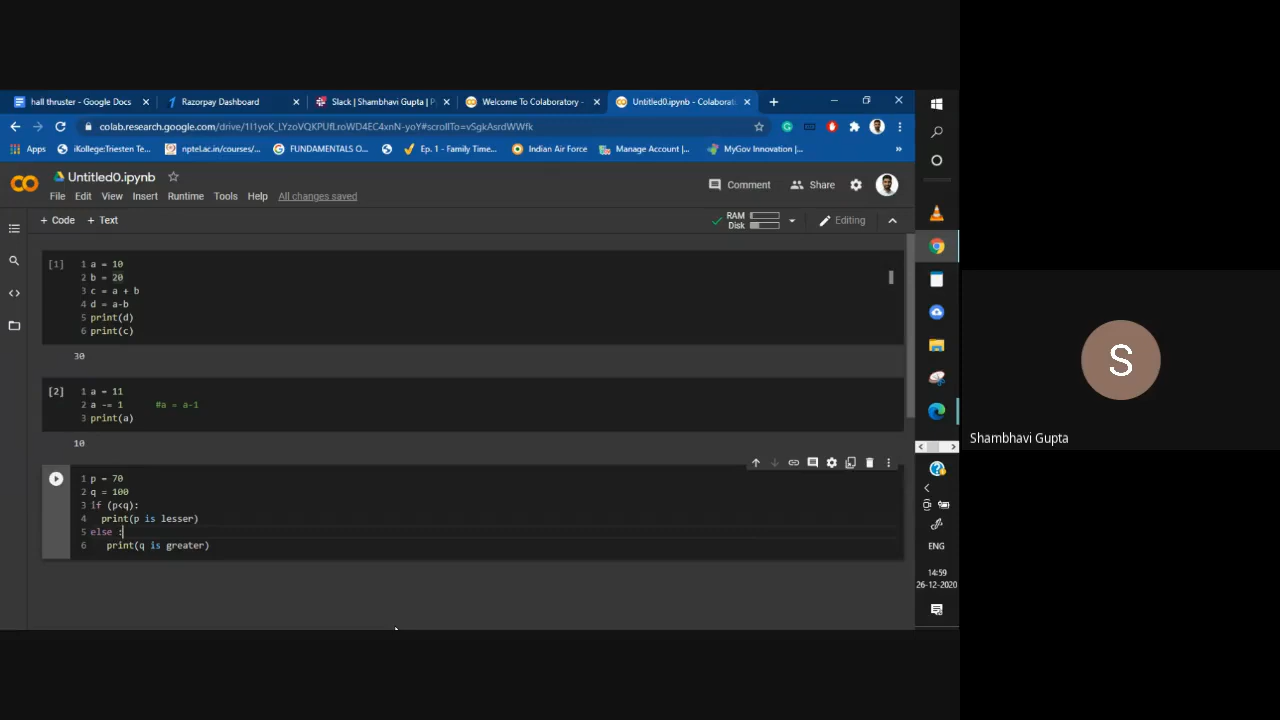 hall thruster - Google Docs
Razorpay Dashboard
Slack | Shambhavi Gupta | P
Welcome To Colaboratory -
Untitled0.ipynb - Colaborat
colab.research.google.com/drive/1I1yoK_LYzoVQKPUfLroWD4EC4xnN-yoY#scrollTo=vSgkAsrdWWfk
Apps
iKollege:Triesten Te...
nptel.ac.in/courses/...
FUNDAMENTALS O...
Ep. 1 - Family Time...
Indian Air Force
Manage Account |...
MyGov Innovation |...
»
CO
Untitled0.ipynb
File Edit View Insert Runtime Tools Help All changes saved
Comment
Share
+ Code + Text
RAM
Disk
Editing
[1] 1 a = 10
2 b = 20
3 c = a + b
4 d = a-b
5 print(d)
6 print(c)
30
[2] 1 a = 11
2 a -= 1 #a = a-1
3 print(a)
10
1 p = 70
2 q = 100
3 if (p<q):
4 print(p is lesser)
5 else :
6 print(q is greater)
ENG
14:59
26-12-2020
S
Shambhavi Gupta